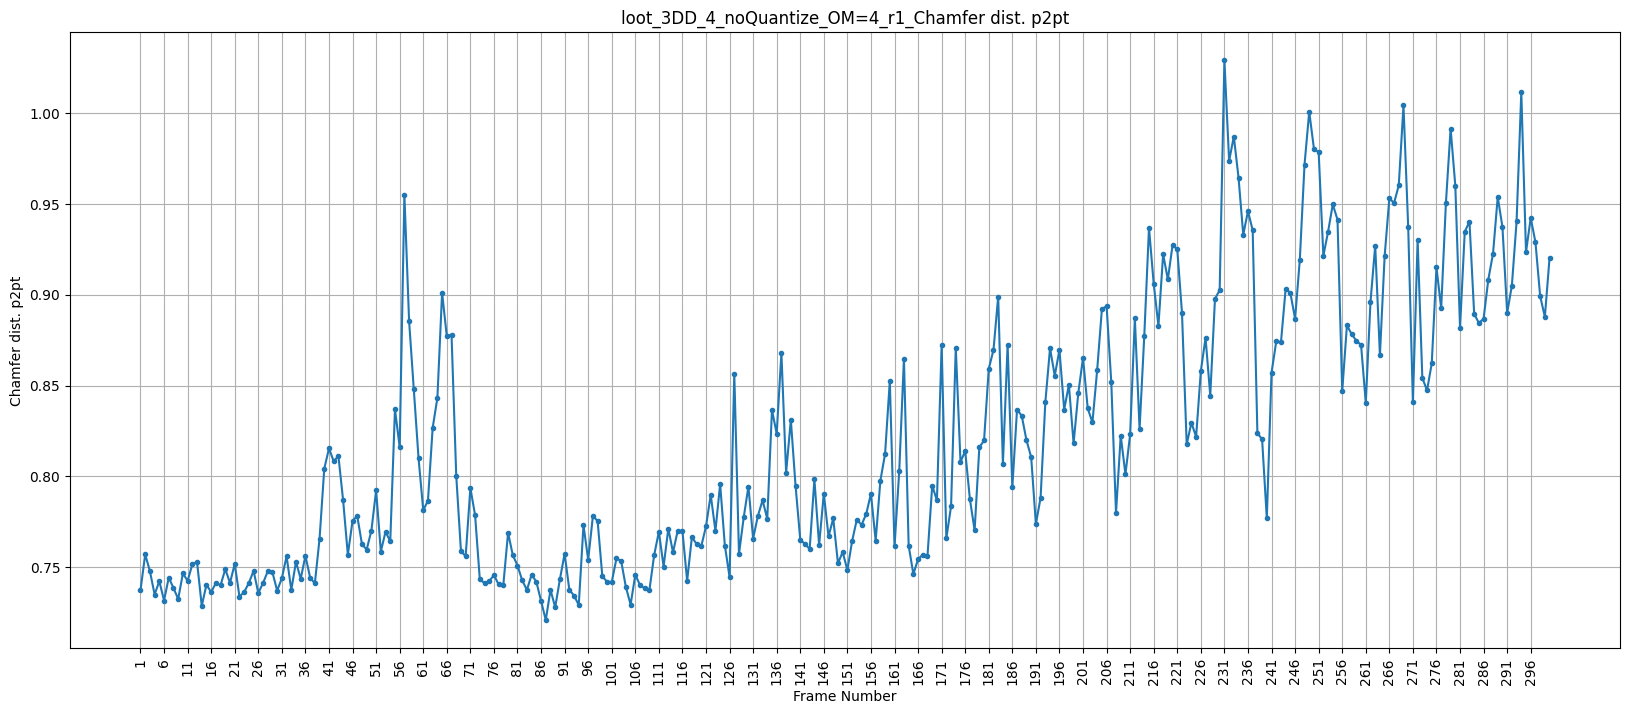 loot_3DD_4_noQuantize_OM=4_r1_Chamfer dist. p2pt
Chamfer dist. p2pt
1.00
0.95
0.90
0.85
0.80
0.75
1 6 11 16 21 26 31 36 41 46 51 56 61 66 71 76 81 86 91 96 101 106 111 116 121 126 131 136 141 146 151 156 161 166 171 176 181 186 191 196 201 206 211 216 221 226 231 236 241 246 251 256 261 266 271 276 281 286 291 296
Frame Number